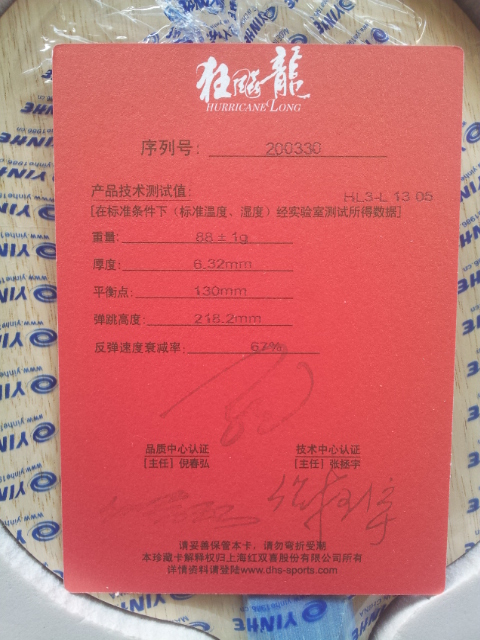 狂飚龍
HURRICANE LONG
序列号: 200330
产品技术测试值: HL3-L 13 05
[在标准条件下（标准温度、湿度）经实验室测试所得数据]
重量: 88±1g
厚度: 6.32mm
平衡点: 130mm
弹跳高度: 218.2mm
反弹速度衰减率: 67%
品质中心认证 技术中心认证
[主任] 倪春弘 [主任] 张杨宇
请妥善保管本卡，请勿弯折受潮
本珍藏卡解释权归上海红双喜股份有限公司所有
详情资料请登陆www.dhs-sports.com
YINHE